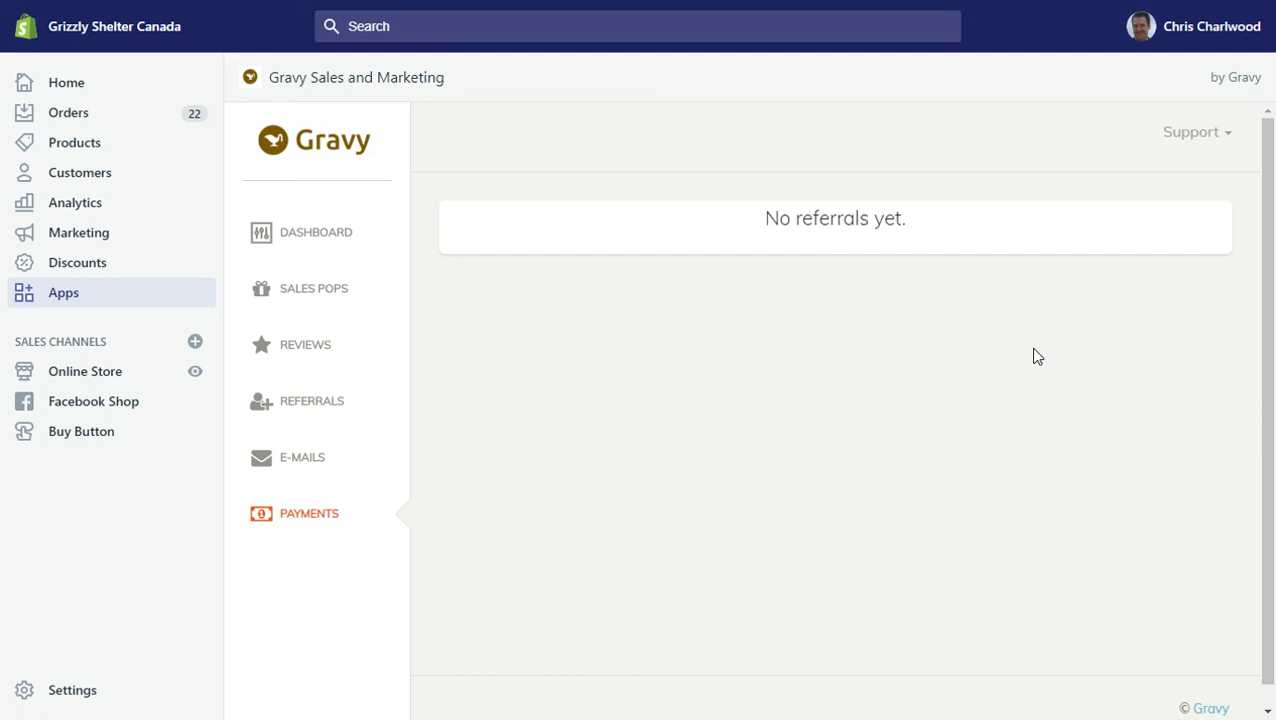 Grizzly Shelter Canada
Search
Chris Charlwood
Home
Orders
22
Products
Customers
Analytics
Marketing
Discounts
Apps
SALES CHANNELS
Online Store
Facebook Shop
Buy Button
Settings
Gravy Sales and Marketing
by Gravy
Gravy
DASHBOARD
SALES POPS
REVIEWS
REFERRALS
E-MAILS
PAYMENTS
Support
No referrals yet.
© Gravy